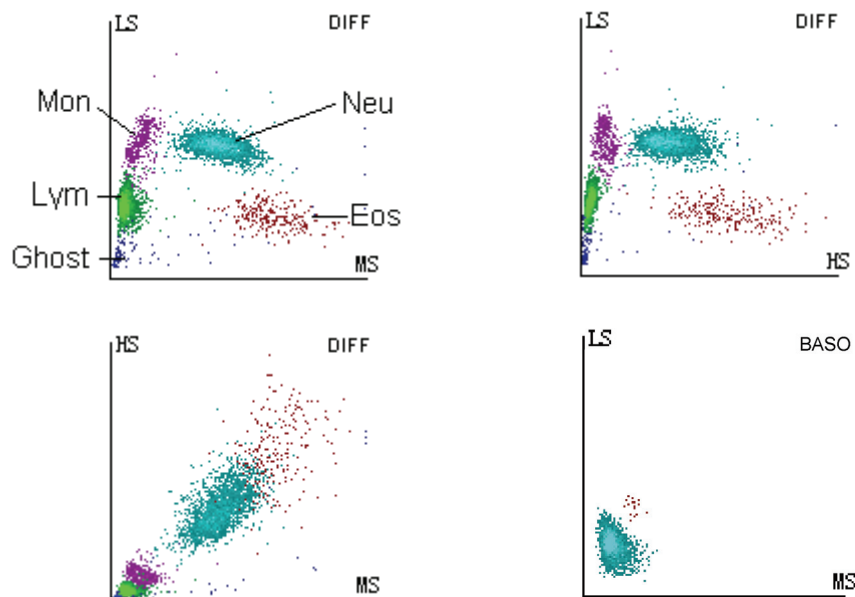 LS DIFF
Mon Neu
Lym Eos
Ghost
MS
LS DIFF
HS
HS DIFF
MS
LS BASO
MS